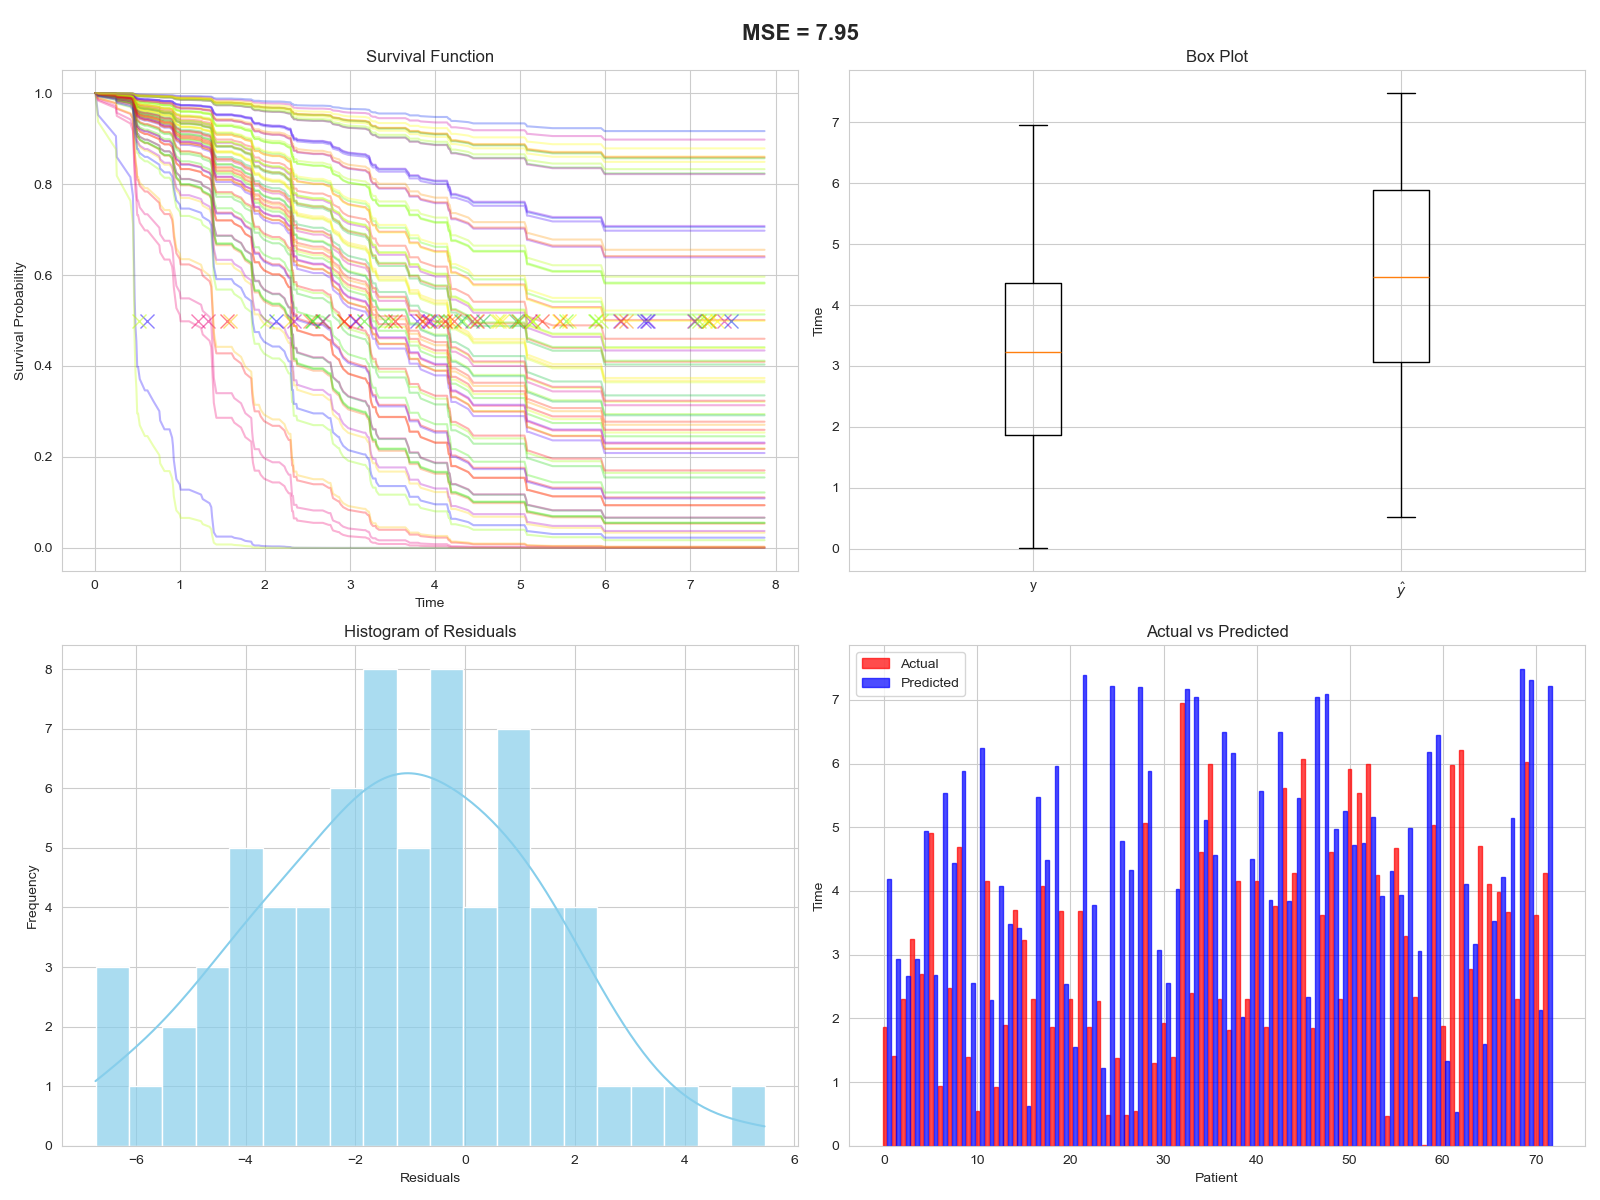 MSE = 7.95
Survival Function
1.0
0.8
0.6
0.4
0.2
0.0
Survival Probability
0 1 2 3 4 5 6 7 8
Time
Box Plot
7
6
5
4
3
2
1
0
Time
y ŷ
Histogram of Residuals
8
7
6
5
4
3
2
1
0
Frequency
−6 −4 −2 0 2 4 6
Residuals
Actual vs Predicted
Actual
Predicted
7
6
5
4
3
2
1
0
Time
0 10 20 30 40 50 60 70
Patient